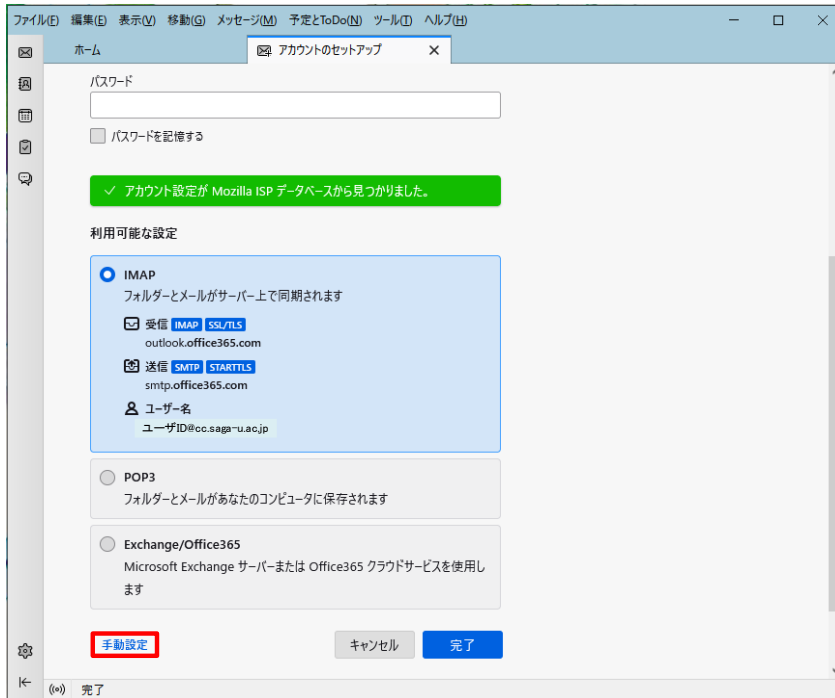 ファイル(F) 編集(E) 表示(V) 移動(G) メッセージ(M) 予定とToDo(N) ツール(T) ヘルプ(H)
ホーム
アカウントのセットアップ
パスワード
パスワードを記憶する
アカウント設定が Mozilla ISP データベースから見つかりました。
利用可能な設定
IMAP
フォルダーとメールがサーバー上で同期されます
受信 IMAP SSL/TLS
outlook.office365.com
送信 SMTP STARTTLS
smtp.office365.com
ユーザー名
ユーザID@cc.saga-u.ac.jp
POP3
フォルダーとメールがあなたのコンピュータに保存されます
Exchange/Office365
Microsoft Exchange サーバーまたは Office365 クラウドサービスを使用し
ます
手動設定 キャンセル 完了
完了